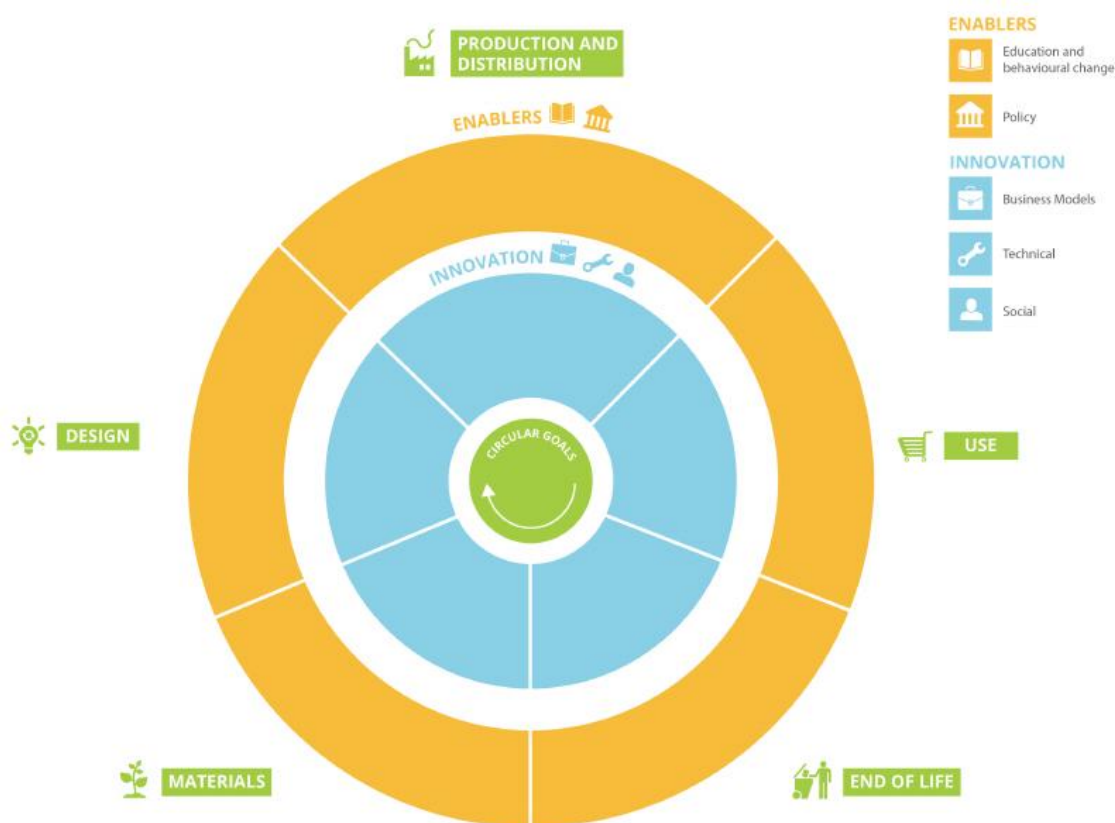 PRODUCTION AND
DISTRIBUTION
ENABLERS
ENABLERS
Education and
behavioural change
Policy
INNOVATION
Business Models
Technical
Social
INNOVATION
CIRCULAR GOALS
DESIGN
USE
MATERIALS
END OF LIFE